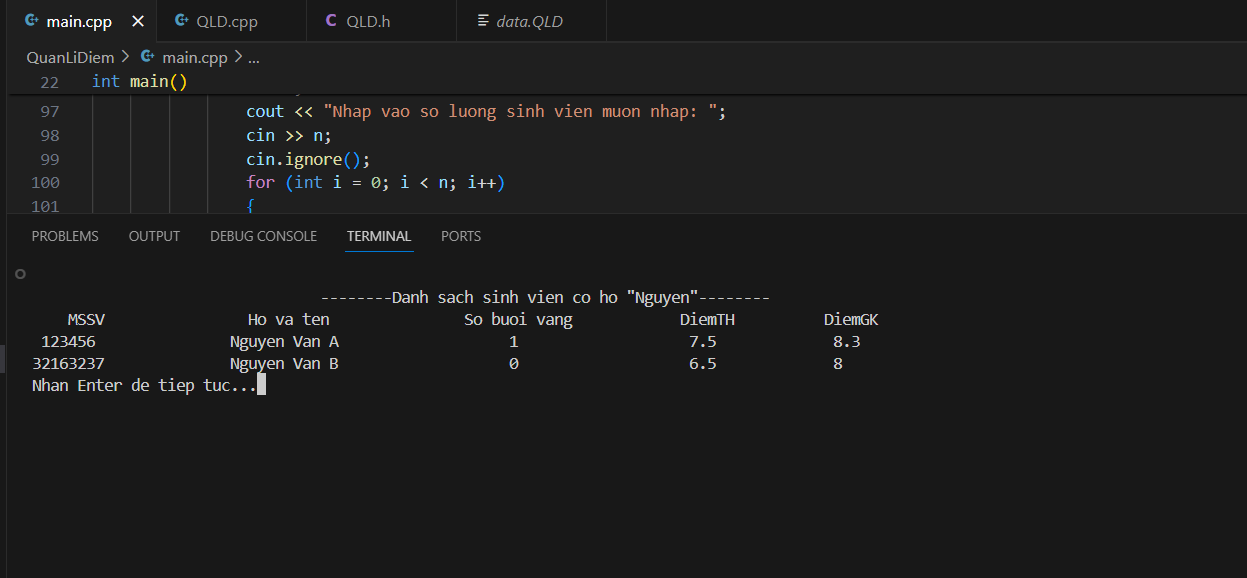 main.cpp QLD.cpp QLD.h data.QLD
QuanLiDiem > main.cpp > ...
22 int main()
97 cout << "Nhap vao so luong sinh vien muon nhap: ";
98 cin >> n;
99 cin.ignore();
100 for (int i = 0; i < n; i++)
101 {
PROBLEMS OUTPUT DEBUG CONSOLE TERMINAL PORTS
--------Danh sach sinh vien co ho "Nguyen"--------
MSSV Ho va ten So buoi vang DiemTH DiemGK
123456 Nguyen Van A 1 7.5 8.3
32163237 Nguyen Van B 0 6.5 8
Nhan Enter de tiep tuc...